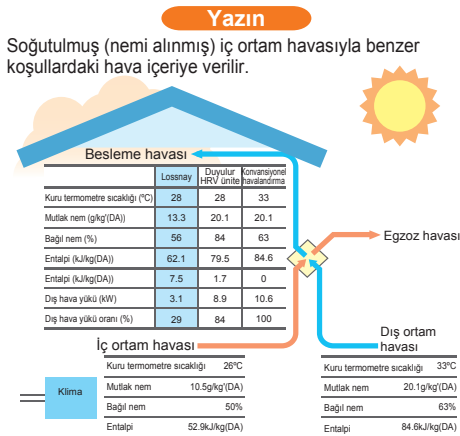 Yazın
Soğutulmuş (nemi alınmış) iç ortam havasıyla benzer
koşullardaki hava içeriye verilir.
Besleme havası
Lossnay Duyulur HRV ünite Konvansiyonel havalandırma
Kuru termometre sıcaklığı (ºC) 28 28 33
Mutlak nem (g/kg'(DA)) 13.3 20.1 20.1
Bağıl nem (%) 56 84 63
Entalpi (kJ/kg(DA)) 62.1 79.5 84.6
Entalpi (kJ/kg(DA)) 7.5 1.7 0
Dış hava yükü (kW) 3.1 8.9 10.6
Dış hava yükü oranı (%) 29 84 100
Egzoz havası
İç ortam havası
Kuru termometre sıcaklığı 26ºC
Mutlak nem 10.5g/kg'(DA)
Bağıl nem 50%
Entalpi 52.9kJ/kg(DA)
Klima
Dış ortam
havası
Kuru termometre sıcaklığı 33ºC
Mutlak nem 20.1g/kg'(DA)
Bağıl nem 63%
Entalpi 84.6kJ/kg(DA)